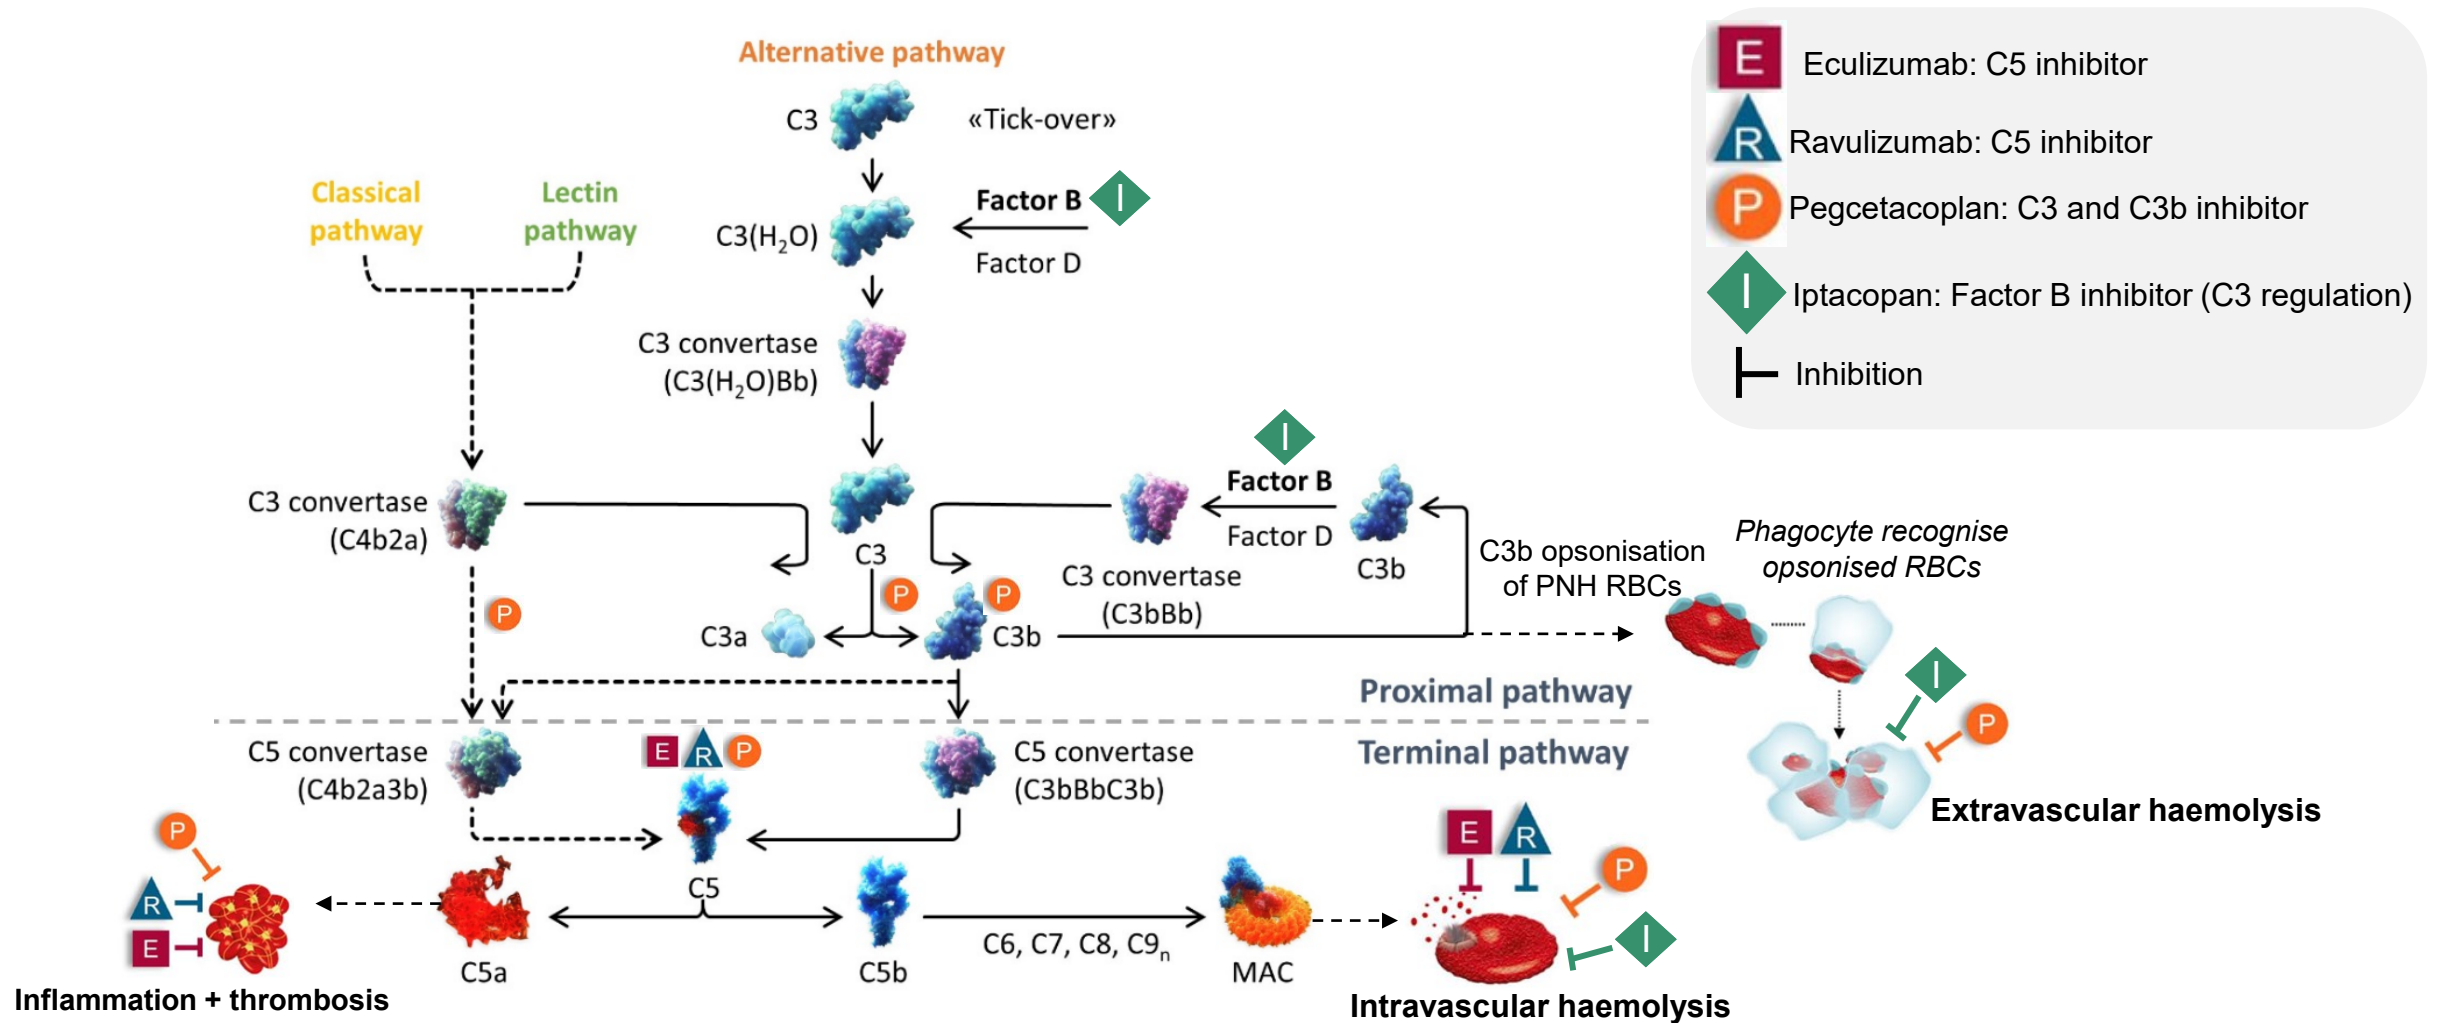 Alternative pathway
C3
«Tick-over»
Classical
pathway
Lectin
pathway
C3(H₂O)
Factor B
I
Factor D
C3 convertase
(C3(H₂O)Bb)
C3 convertase
(C4b2a)
C3
I
Factor B
Factor D
C3b
C3 convertase
(C3bBb)
P
P
P
C3a
C3b
C3b opsonisation
of PNH RBCs
Phagocyte recognise
opsonised RBCs
Proximal pathway
Terminal pathway
C5 convertase
(C4b2a3b)
E
R
P
C5 convertase
(C3bBbC3b)
I
P
Extravascular haemolysis
P
R
E
Inflammation + thrombosis
C5a
C5
C5b
C6, C7, C8, C9ₙ
MAC
E
R
P
I
Intravascular haemolysis
E
Eculizumab: C5 inhibitor
R
Ravulizumab: C5 inhibitor
P
Pegcetacoplan: C3 and C3b inhibitor
I
Iptacopan: Factor B inhibitor (C3 regulation)
Inhibition